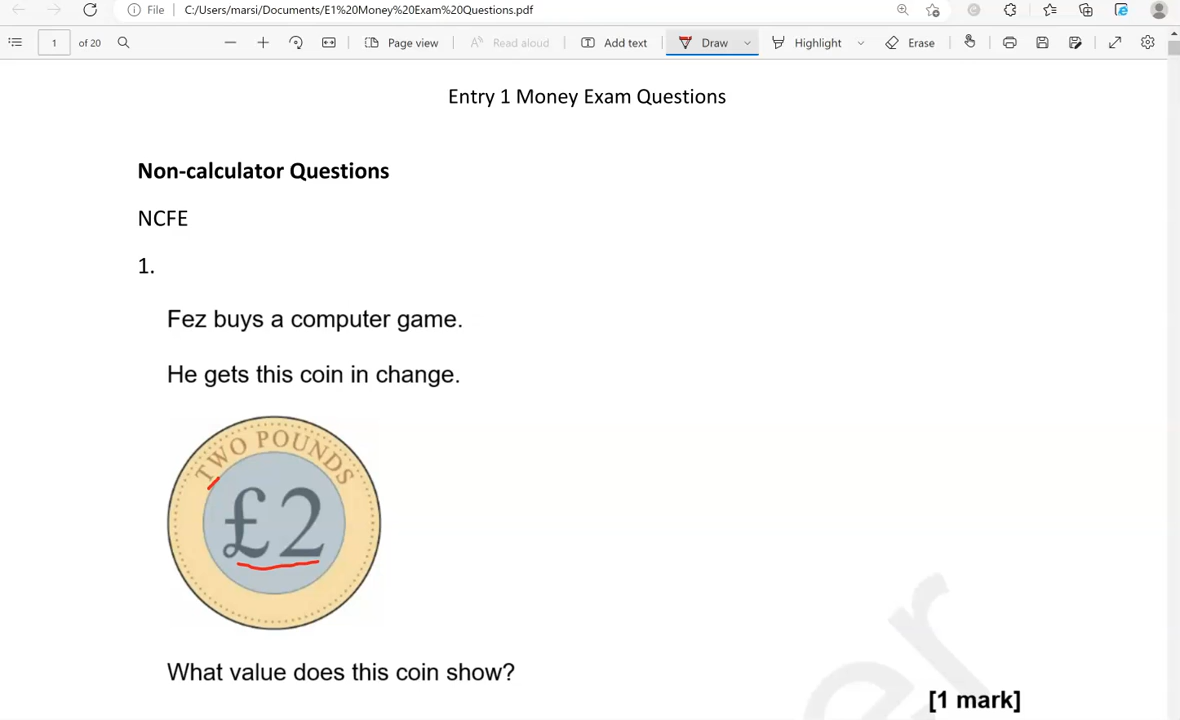 File C:/Users/marsi/Documents/E1%20Money%20Exam%20Questions.pdf
1 of 20 Page view Read aloud Add text Draw Highlight Erase
Entry 1 Money Exam Questions
Non-calculator Questions
NCFE
1.
Fez buys a computer game.
He gets this coin in change.
TWO POUNDS
£2
What value does this coin show?
[1 mark]